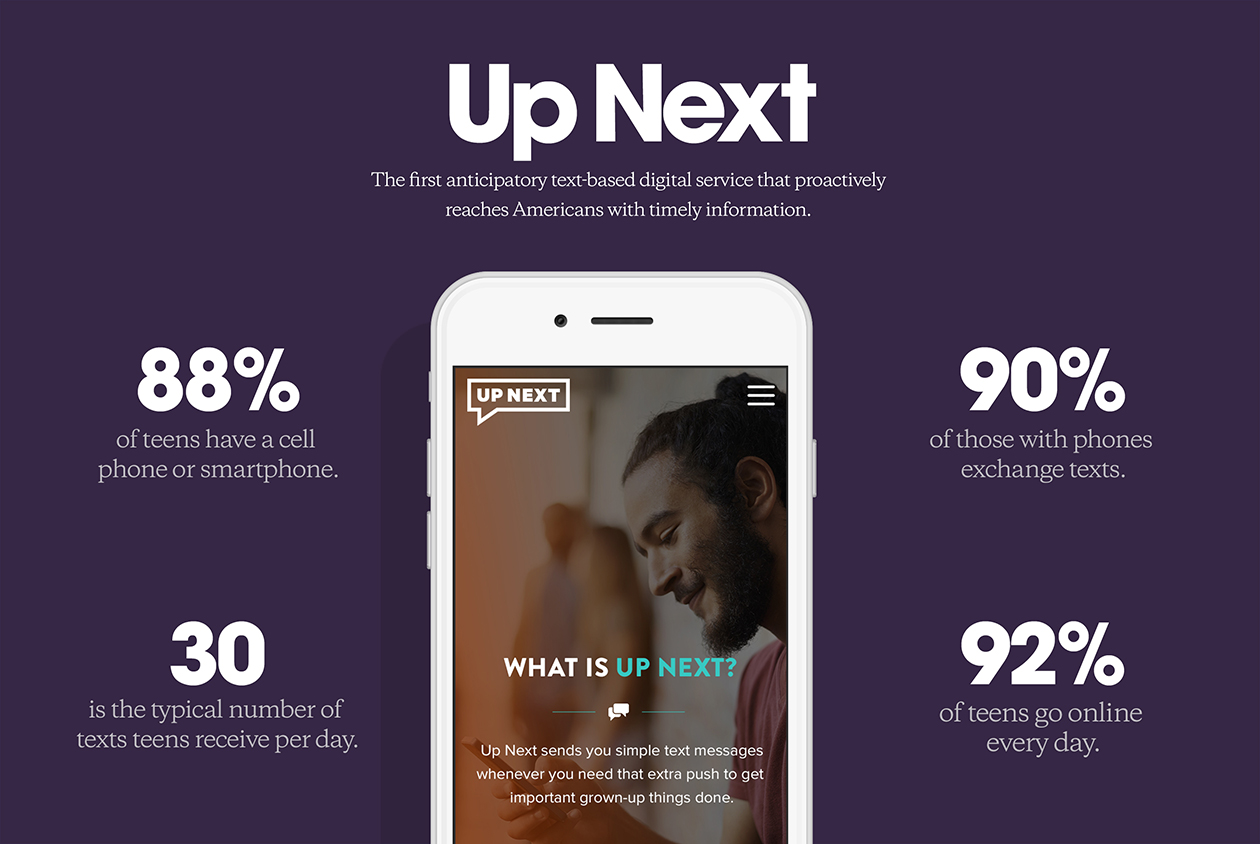 Up Next
The first anticipatory text-based digital service that proactively
reaches Americans with timely information.
88%
of teens have a cell
phone or smartphone.
90%
of those with phones
exchange texts.
30
is the typical number of
texts teens receive per day.
92%
of teens go online
every day.
UP NEXT
WHAT IS UP NEXT?
Up Next sends you simple text messages
whenever you need that extra push to get
important grown-up things done.